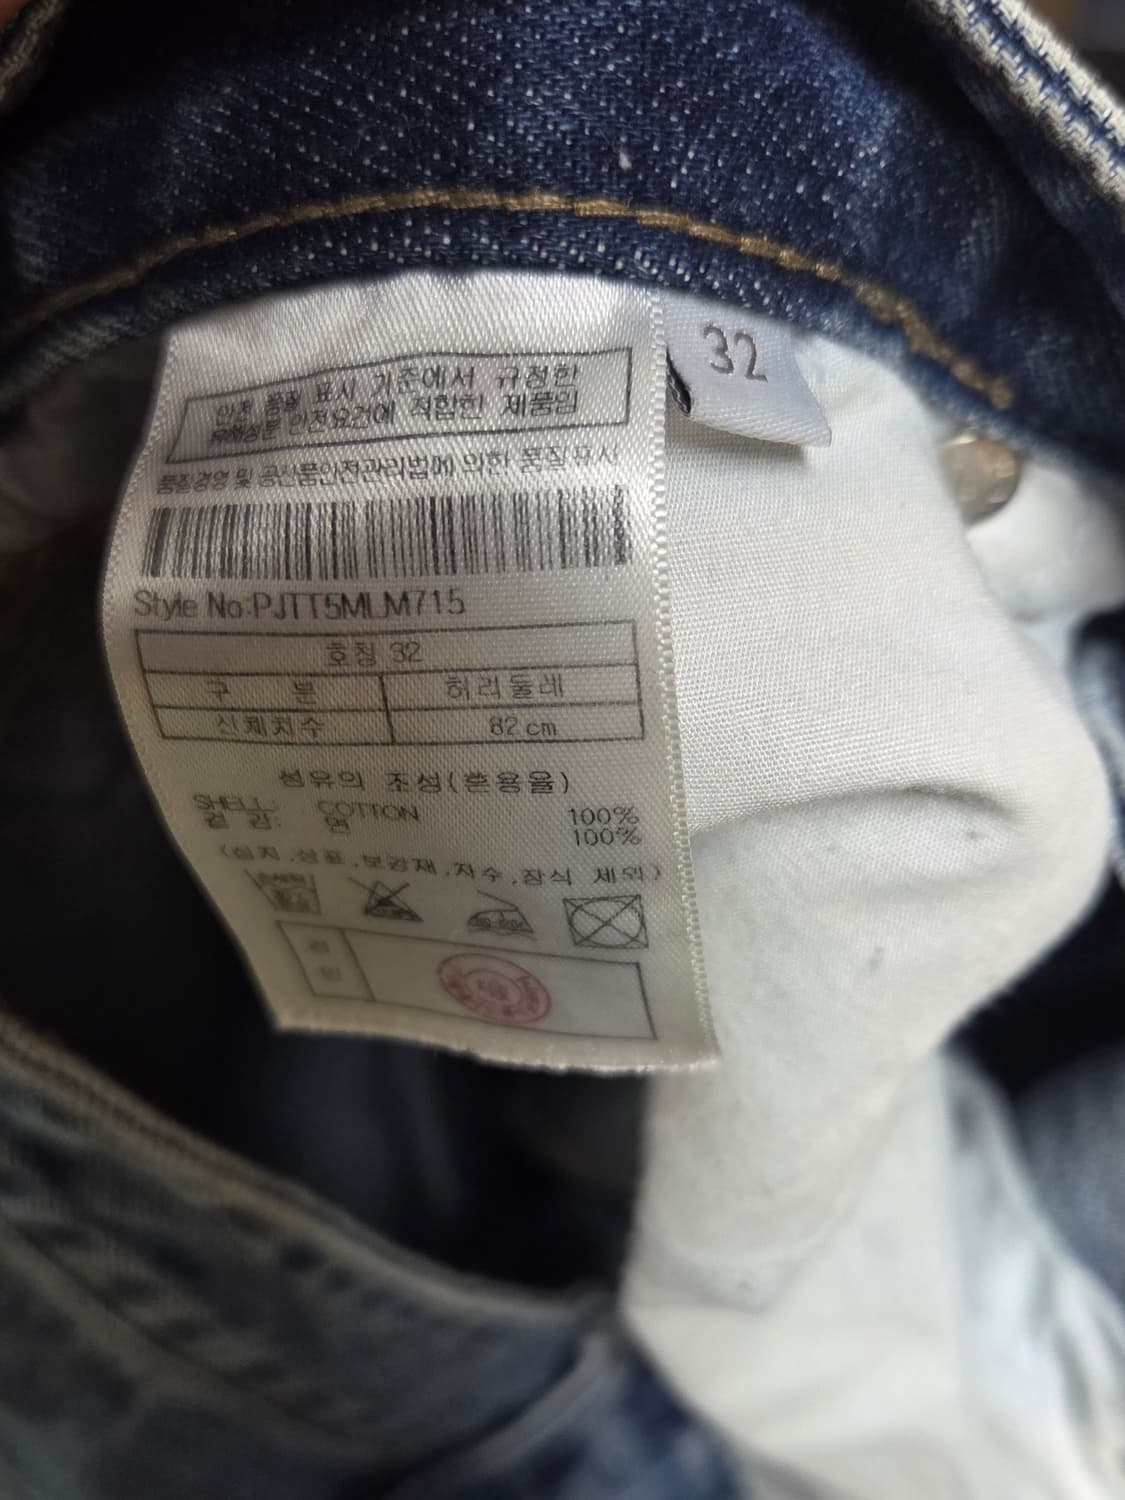 안전 품질 표시 기준에서 규정한
유해성분 안전요건에 적합한 제품임
품질경영 및 공산품안전관리법에 의한 품질표시
Style No:PJTT5MLM715
호칭 32
구 분 허리둘레
신체치수 82cm
섬유의 조성(혼용율)
SHELL: COTTON 100%
겉 감: 면 100%
(심지,상표,보강재,자수,장식 제외)
32